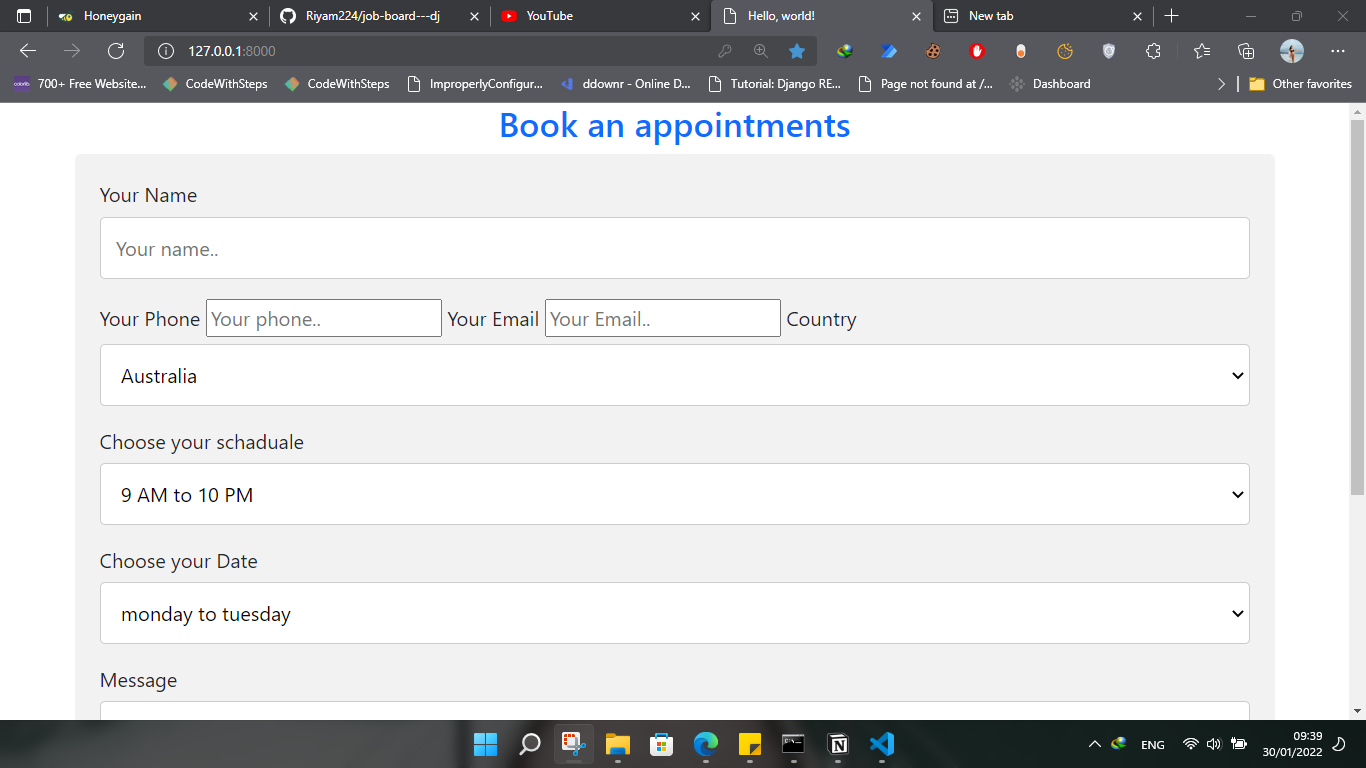 Honeygain
Riyam224/job-board---dj
YouTube
Hello, world!
New tab
127.0.0.1:8000
700+ Free Website...
CodeWithSteps
CodeWithSteps
ImproperlyConfigur...
ddownr - Online D...
Tutorial: Django RE...
Page not found at /...
Dashboard
Other favorites
Book an appointments
Your Name
Your name..
Your Phone Your phone.. Your Email Your Email.. Country
Australia
Choose your schaduale
9 AM to 10 PM
Choose your Date
monday to tuesday
Message
ENG
09:39
30/01/2022